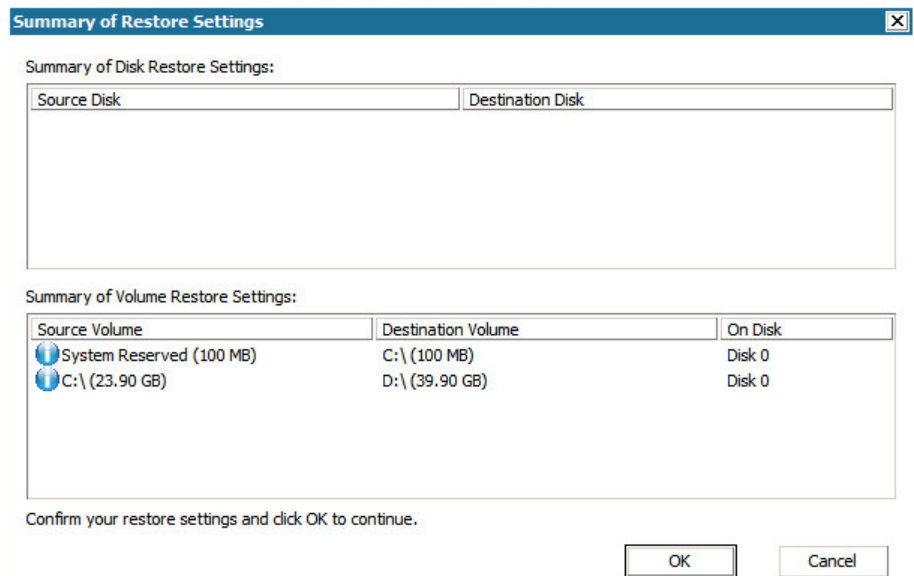 Summary of Restore Settings
Summary of Disk Restore Settings:
Source Disk Destination Disk
Summary of Volume Restore Settings:
Source Volume Destination Volume On Disk
System Reserved (100 MB) C:\ (100 MB) Disk 0
C:\ (23.90 GB) D:\ (39.90 GB) Disk 0
Confirm your restore settings and click OK to continue.
OK Cancel